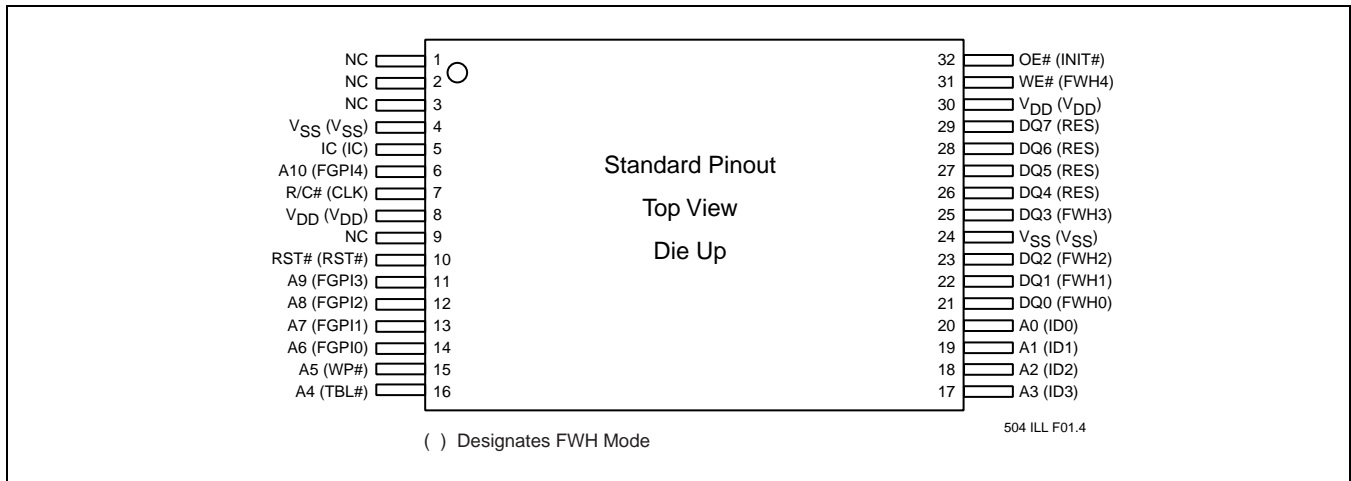 NC 1
NC 2
NC 3
VSS (VSS) 4
IC (IC) 5
A10 (FGPI4) 6
R/C# (CLK) 7
VDD (VDD) 8
NC 9
RST# (RST#) 10
A9 (FGPI3) 11
A8 (FGPI2) 12
A7 (FGPI1) 13
A6 (FGPI0) 14
A5 (WP#) 15
A4 (TBL#) 16
Standard Pinout
Top View
Die Up
32 OE# (INIT#)
31 WE# (FWH4)
30 VDD (VDD)
29 DQ7 (RES)
28 DQ6 (RES)
27 DQ5 (RES)
26 DQ4 (RES)
25 DQ3 (FWH3)
24 VSS (VSS)
23 DQ2 (FWH2)
22 DQ1 (FWH1)
21 DQ0 (FWH0)
20 A0 (ID0)
19 A1 (ID1)
18 A2 (ID2)
17 A3 (ID3)
504 ILL F01.4
( ) Designates FWH Mode